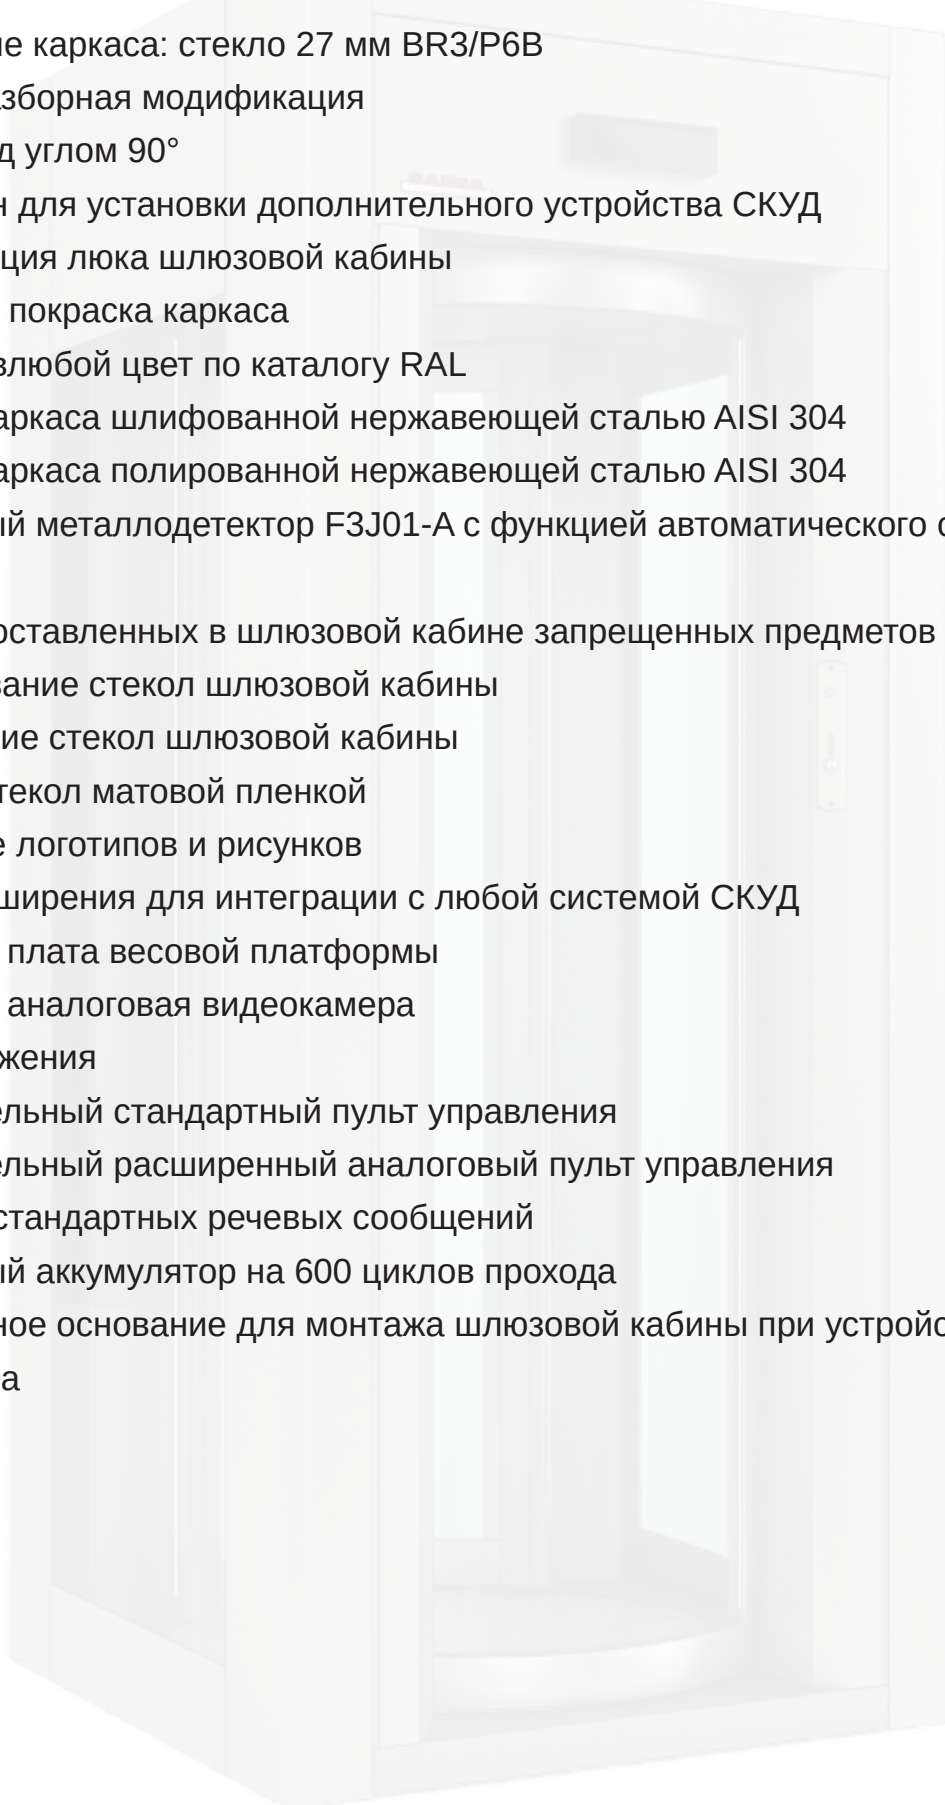 е каркаса: стекло 27 мм BR3/P6B
зборная модификация
д углом 90°
н для установки дополнительного устройства СКУД
ция люка шлюзовой кабины
покраска каркаса
влюбой цвет по каталогу RAL
аркаса шлифованной нержавеющей сталью AISI 304
аркаса полированной нержавеющей сталью AISI 304
ый металлодетектор F3J01-А с функцией автоматического с
оставленных в шлюзовой кабине запрещенных предметов
вание стекол шлюзовой кабины
ие стекол шлюзовой кабины
текол матовой пленкой
е логотипов и рисунков
ширения для интеграции с любой системой СКУД
плата весовой платформы
аналоговая видеокамера
жения
ельный стандартный пульт управления
ельный расширенный аналоговый пульт управления
стандартных речевых сообщений
ый аккумулятор на 600 циклов прохода
ное основание для монтажа шлюзовой кабины при устройс
а